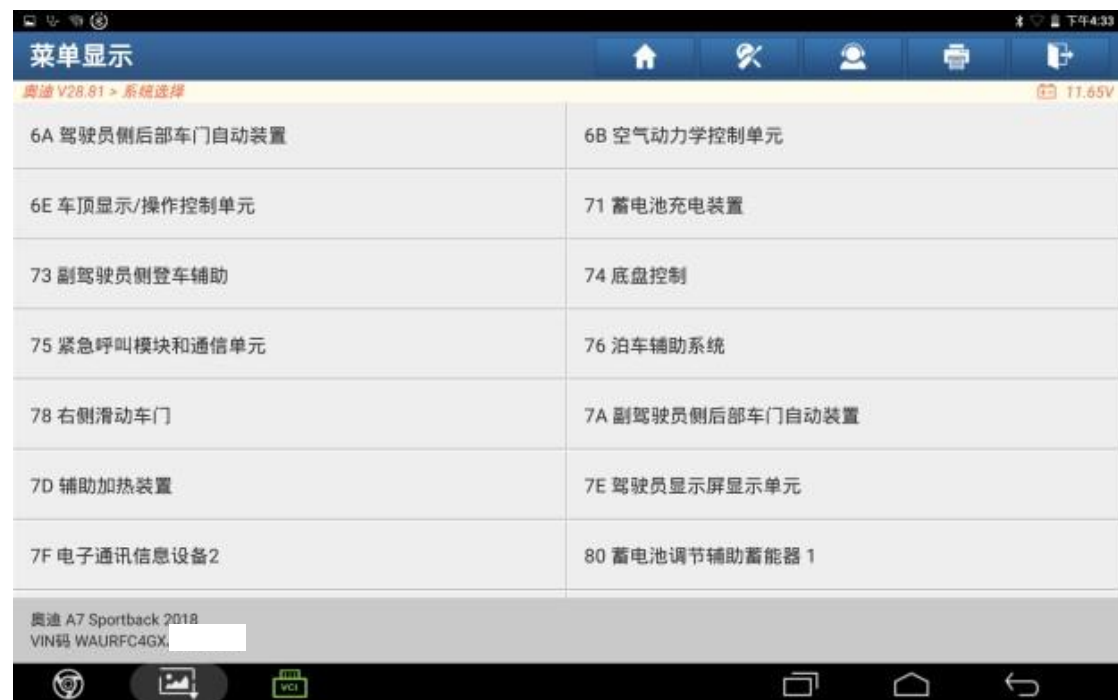 下午4:33
菜单显示
奥迪 V28.81 > 系统选择
11.65V
6A 驾驶员侧后部车门自动装置
6B 空气动力学控制单元
6E 车顶显示/操作控制单元
71 蓄电池充电装置
73 副驾驶员侧登车辅助
74 底盘控制
75 紧急呼叫模块和通信单元
76 泊车辅助系统
78 右侧滑动车门
7A 副驾驶员侧后部车门自动装置
7D 辅助加热装置
7E 驾驶员显示屏显示单元
7F 电子通讯信息设备2
80 蓄电池调节辅助蓄能器 1
奥迪 A7 Sportback 2018
VIN码 WAURFC4GX
VCI